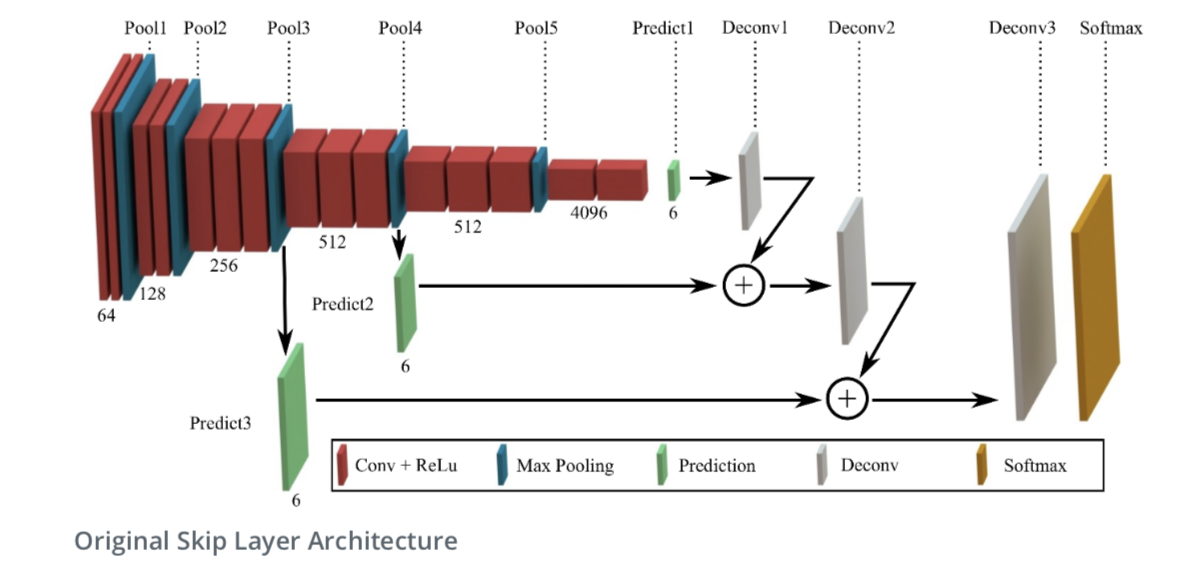 Pool1 Pool2 Pool3 Pool4 Pool5 Predict1 Deconv1 Deconv2 Deconv3 Softmax
4096
6
512
512
256
128
64
Predict2
6
Predict3
6
+
+
Conv + ReLu Max Pooling Prediction Deconv Softmax
Original Skip Layer Architecture